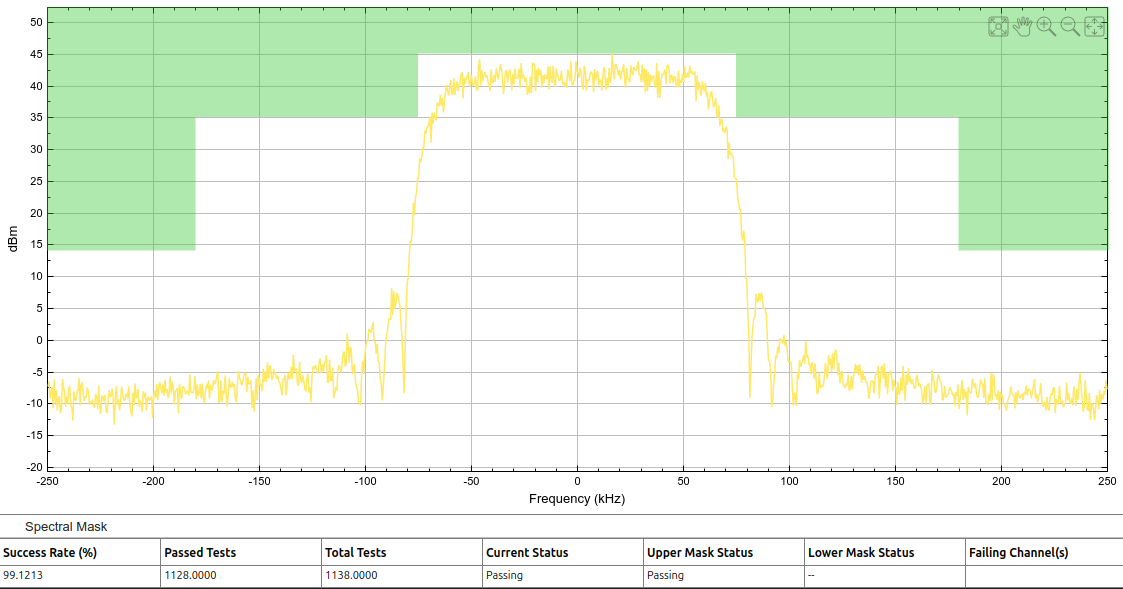 50
45
40
35
30
25
20
15
10
5
0
-5
-10
-15
-20
dBm
-250 -200 -150 -100 -50 0 50 100 150 200 250
Frequency (kHz)
Spectral Mask
Success Rate (%) Passed Tests Total Tests Current Status Upper Mask Status Lower Mask Status Failing Channel(s)
99.1213 1128.0000 1138.0000 Passing Passing --